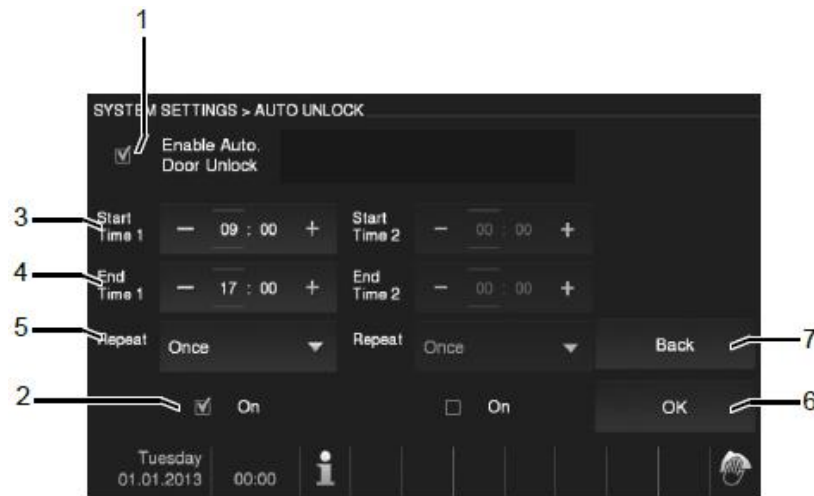 1
SYSTEM SETTINGS > AUTO UNLOCK
Enable Auto.
Door Unlock
3
Start
Time 1
− 09 : 00 +
Start
Time 2
− 00 : 00 +
4
End
Time 1
− 17 : 00 +
End
Time 2
− 00 : 00 +
5
Repeat
Once
Repeat
Once
Back
7
2
On
On
OK
6
Tuesday
01.01.2013
00:00